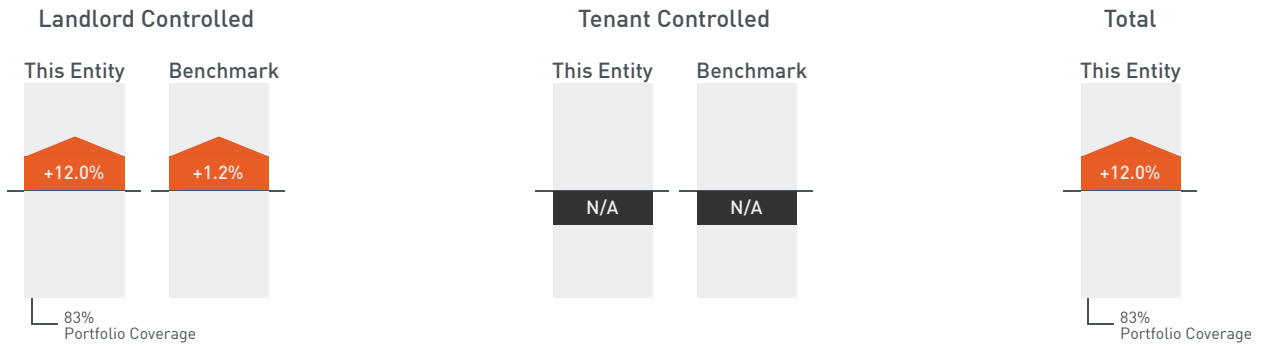 Landlord Controlled
Tenant Controlled
Total
This Entity
Benchmark
This Entity
Benchmark
This Entity
+12.0%
+1.2%
N/A
N/A
+12.0%
83%
Portfolio Coverage
83%
Portfolio Coverage